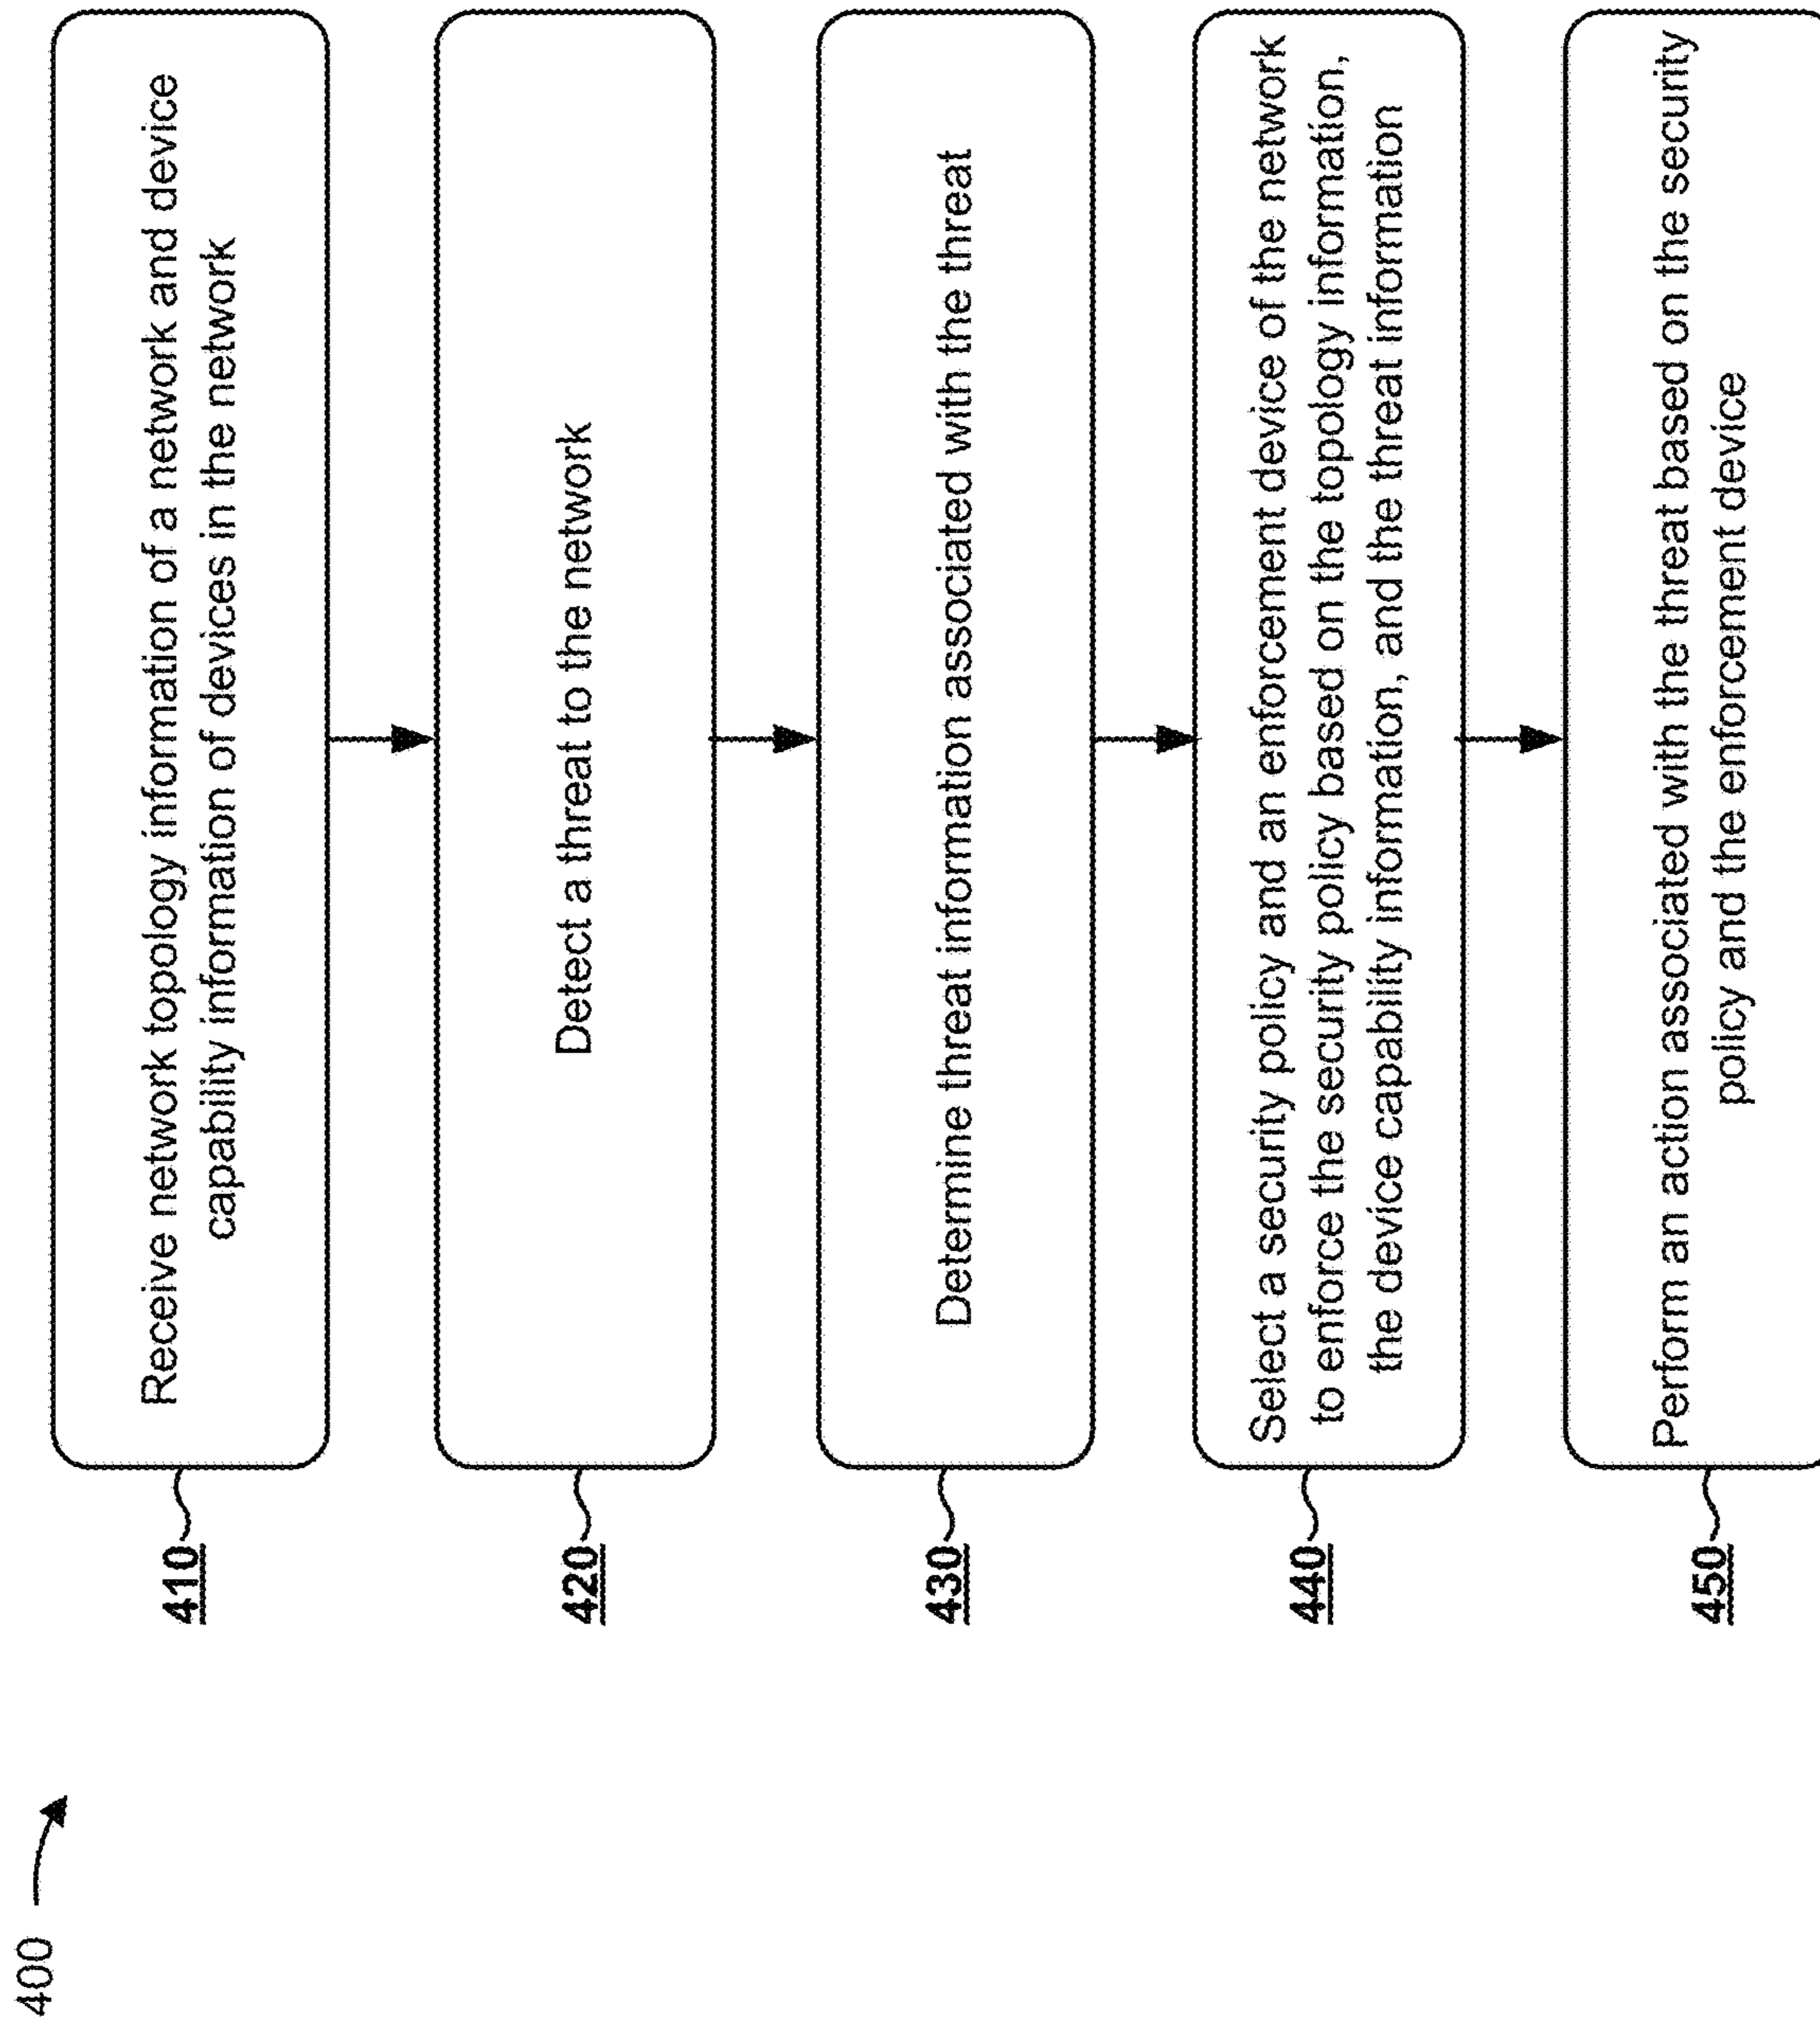 400
410
Receive network topology information of a network and device
capability information of devices in the network
420
Detect a threat to the network
430
Determine threat information associated with the threat
440
Select a security policy and an enforcement device of the network
to enforce the security policy based on the topology information,
the device capability information, and the threat information
450
Perform an action associated with the threat based on the security
policy and the enforcement device